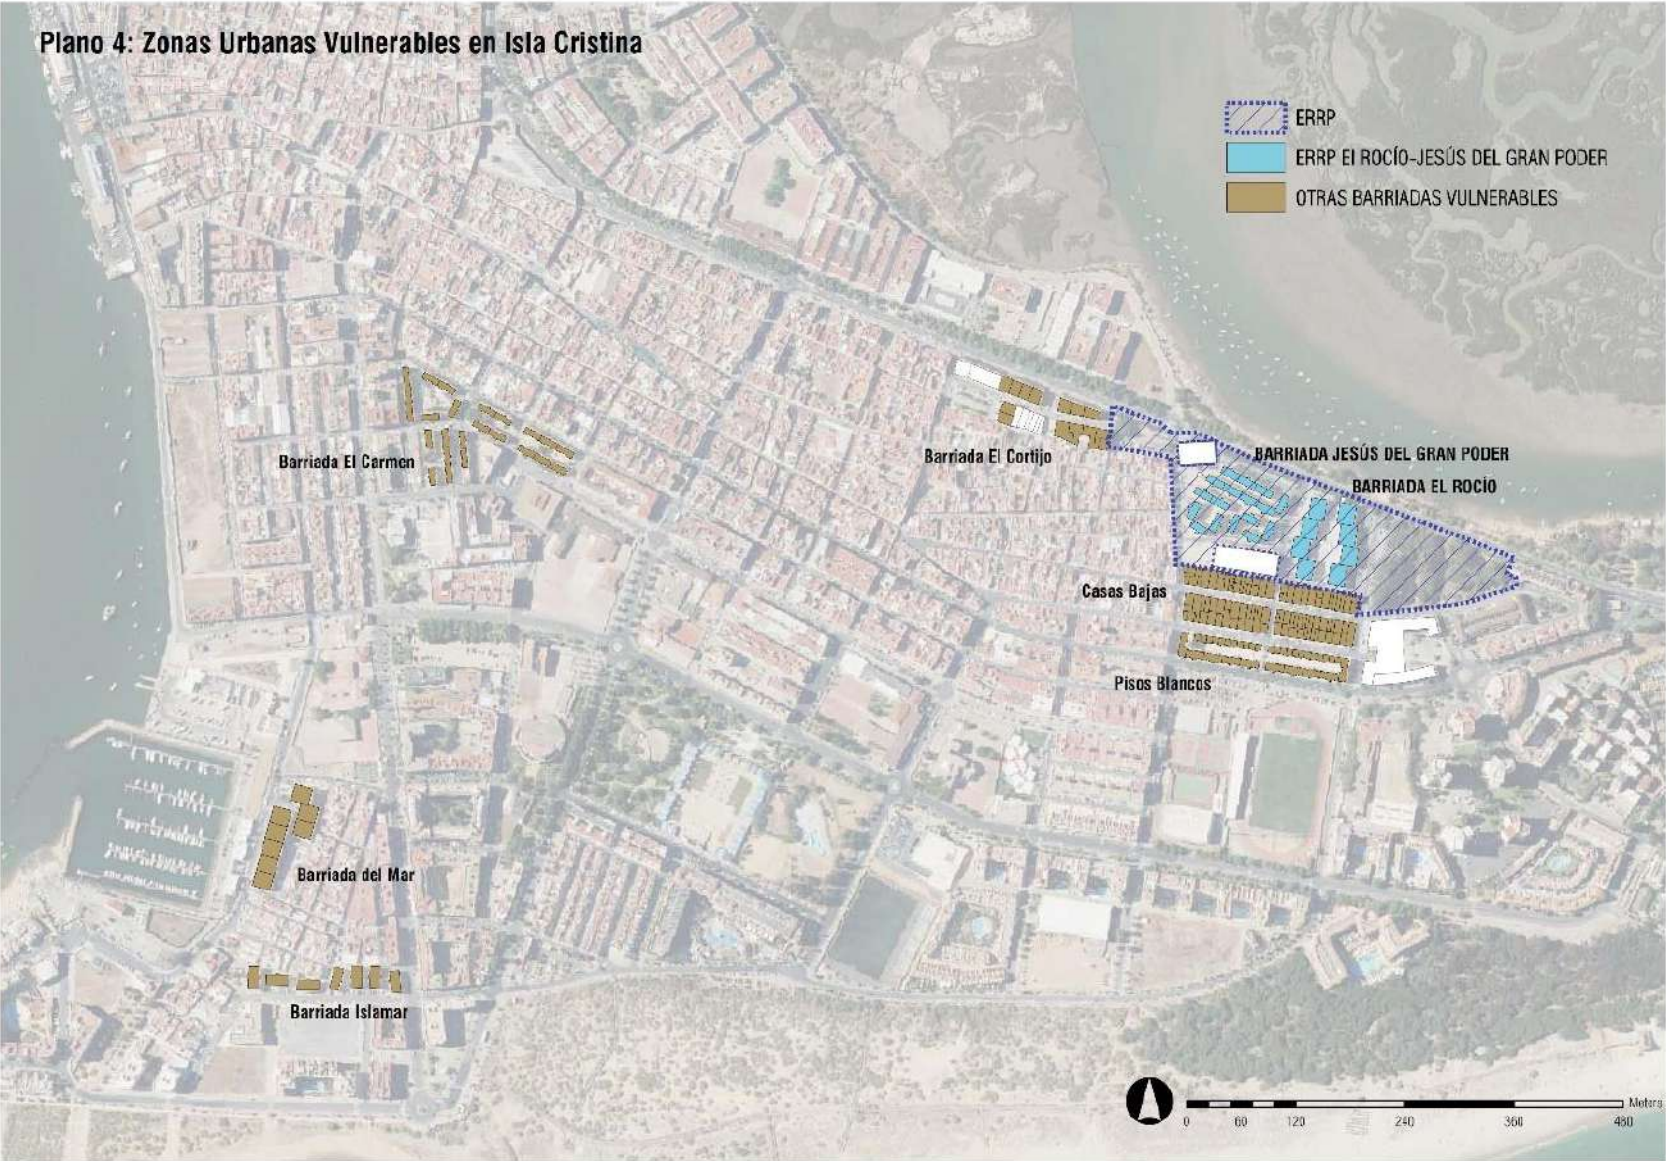 Plano 4: Zonas Urbanas Vulnerables en Isla Cristina
ERRP
ERRP El ROCÍO-JESÚS DEL GRAN PODER
OTRAS BARRIADAS VULNERABLES
Barriada El Carmen
Barriada El Cortijo
BARRIADA JESÚS DEL GRAN PODER
BARRIADA EL ROCÍO
Casas Bajas
Pisos Blancos
Barriada del Mar
Barriada Islamar
Meters
0 60 120 240 360 480